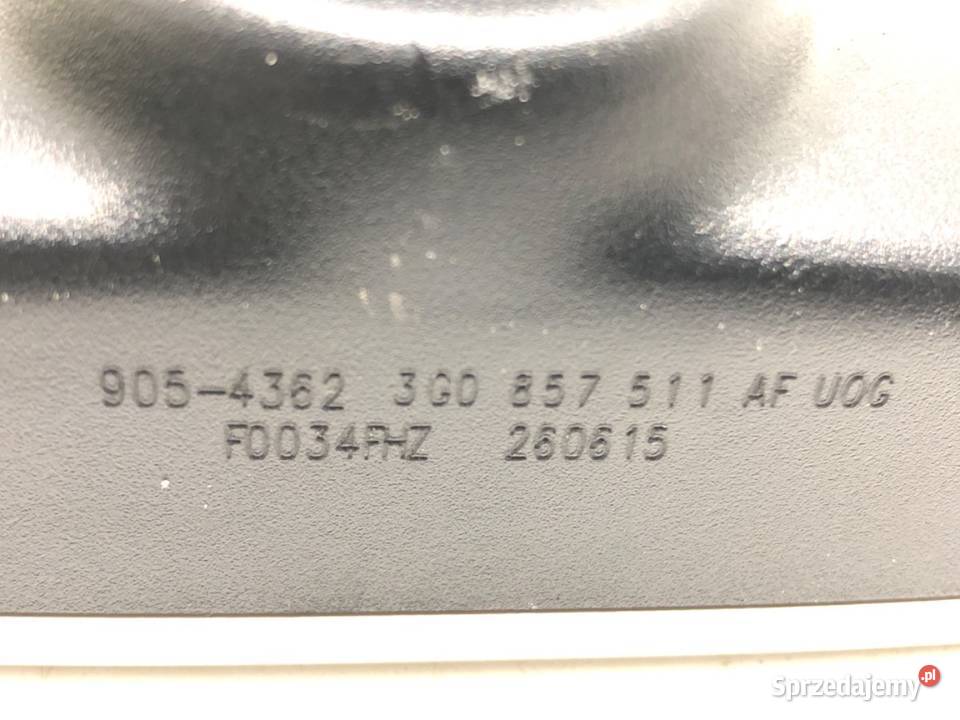 905-4362 3G0 857 511 AF UOG
F0034FHZ 260615
Sprzedajemy.pl